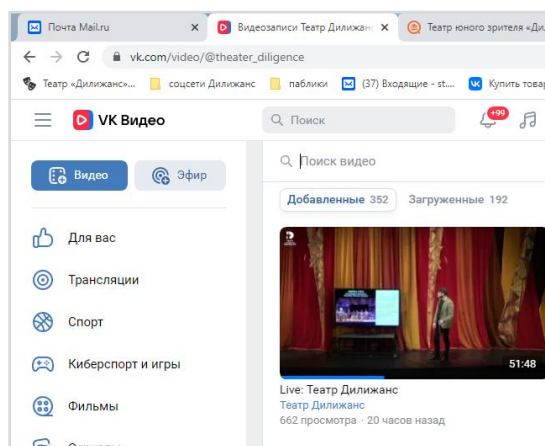 Почта Mail.ru
Видеозаписи Театр Дилижан
Театр юного зрителя «Ди
vk.com/video/@theater_diligence
Театр «Дилижанс»...
соцсети Дилижанс
паблики
(37) Входящие - st....
Купить това
VK Видео
Поиск
+99
Видео
Эфир
Поиск видео
Добавленные 352
Загруженные 192
Для вас
Трансляции
Спорт
Киберспорт и игры
Фильмы
51:48
Live: Театр Дилижанс
Театр Дилижанс
662 просмотра · 20 часов назад